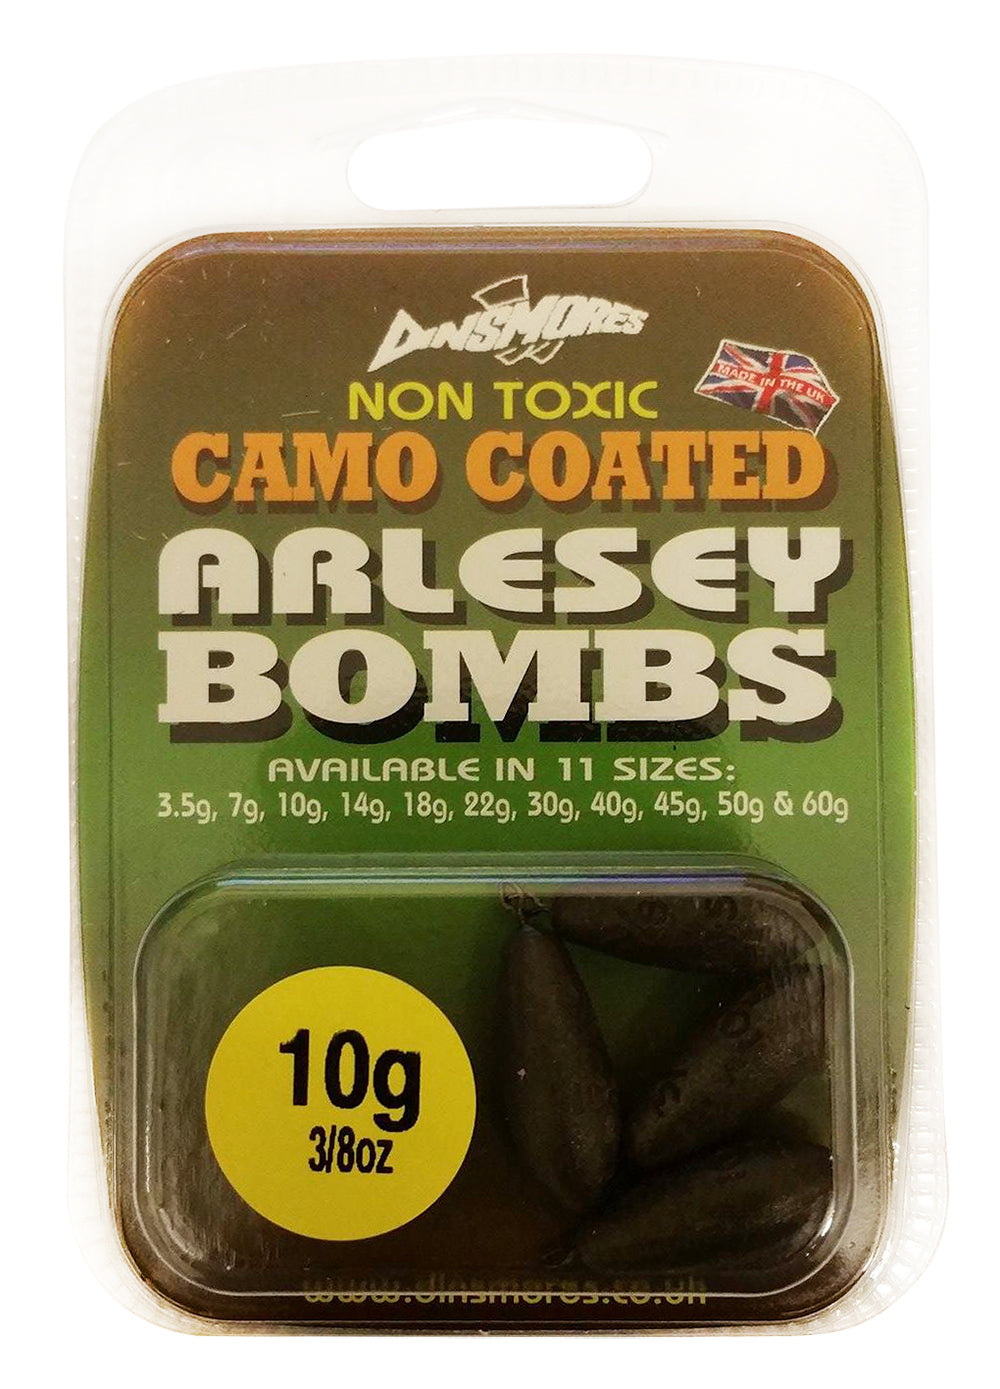 DINSMORES
MADE IN THE UK
NON TOXIC
CAMO COATED
ARLESEY
BOMBS
AVAILABLE IN 11 SIZES:
3.5g, 7g, 10g, 14g, 18g, 22g, 30g, 40g, 45g, 50g & 60g
10g
3/8oz
www.dinsmores.co.uk